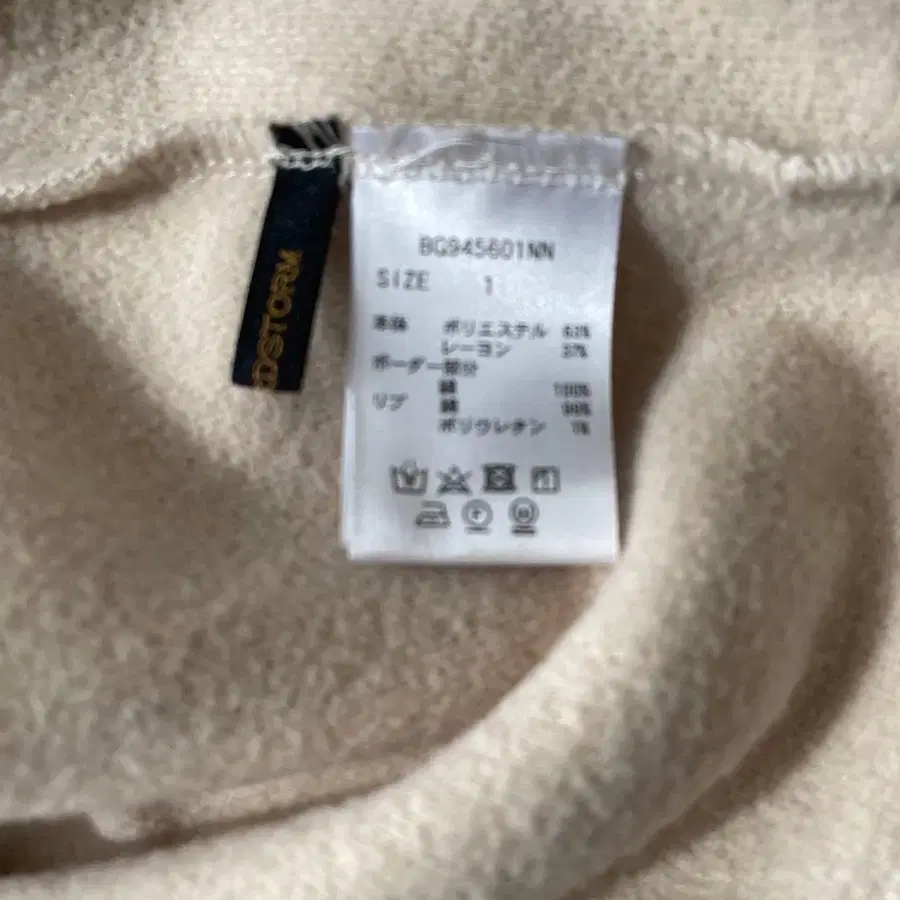 DSTORM
BG945601NN
SIZE 1
本体 ポリエステル 63%
レーヨン 37%
ボーダー部分
綿 100%
リブ 綿 99%
ポリウレタン 1%